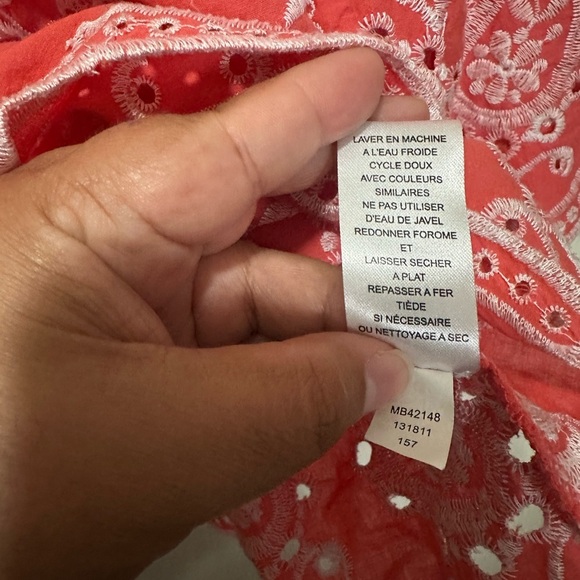 LAVER EN MACHINE
A L'EAU FROIDE
CYCLE DOUX
AVEC COULEURS
SIMILAIRES
NE PAS UTILISER
D'EAU DE JAVEL
REDONNER FOROME
ET
LAISSER SECHER
A PLAT
REPASSER A FER
TIÈDE
SI NÉCESSAIRE
OU NETTOYAGE A SEC
MB42148
131811
157